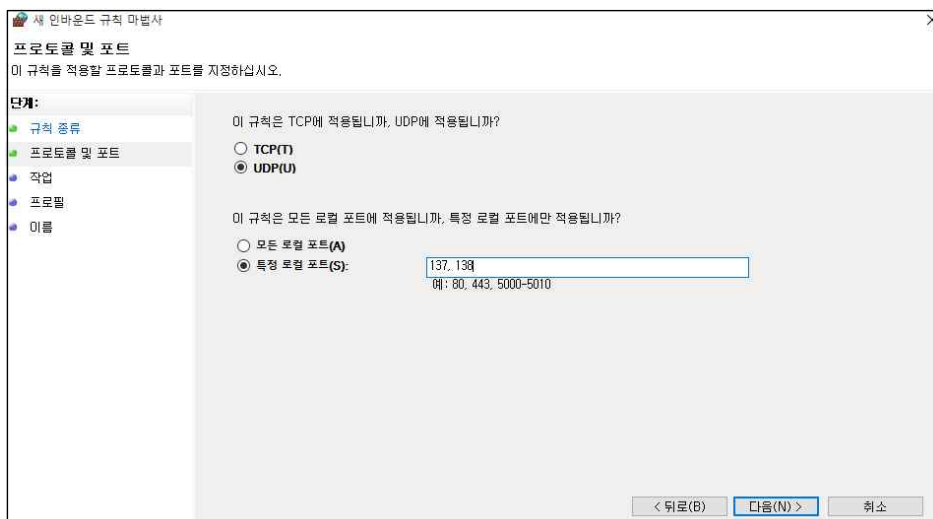 새 인바운드 규칙 마법사
프로토콜 및 포트
이 규칙을 적용할 프로토콜과 포트를 지정하십시오.
단계:
규칙 종류
프로토콜 및 포트
작업
프로필
이름
이 규칙은 TCP에 적용됩니까, UDP에 적용됩니까?
TCP(T)
UDP(U)
이 규칙은 모든 로컬 포트에 적용됩니까, 특정 로컬 포트에만 적용됩니까?
모든 로컬 포트(A)
특정 로컬 포트(S):
137, 138
예: 80, 443, 5000-5010
< 뒤로(B)
다음(N) >
취소